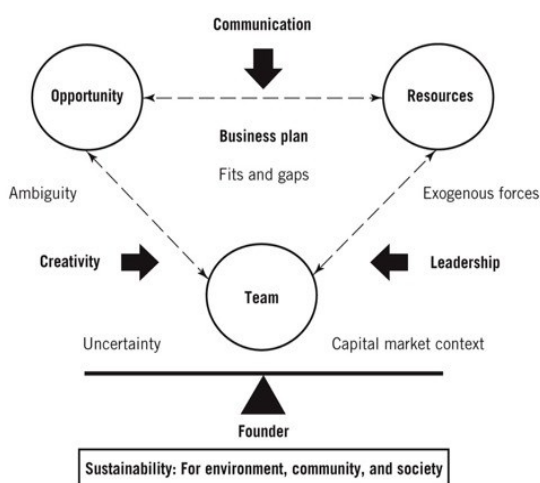 Communication
Opportunity
Resources
Business plan
Fits and gaps
Ambiguity
Exogenous forces
Creativity
Leadership
Team
Uncertainty
Capital market context
Founder
Sustainability: For environment, community, and society